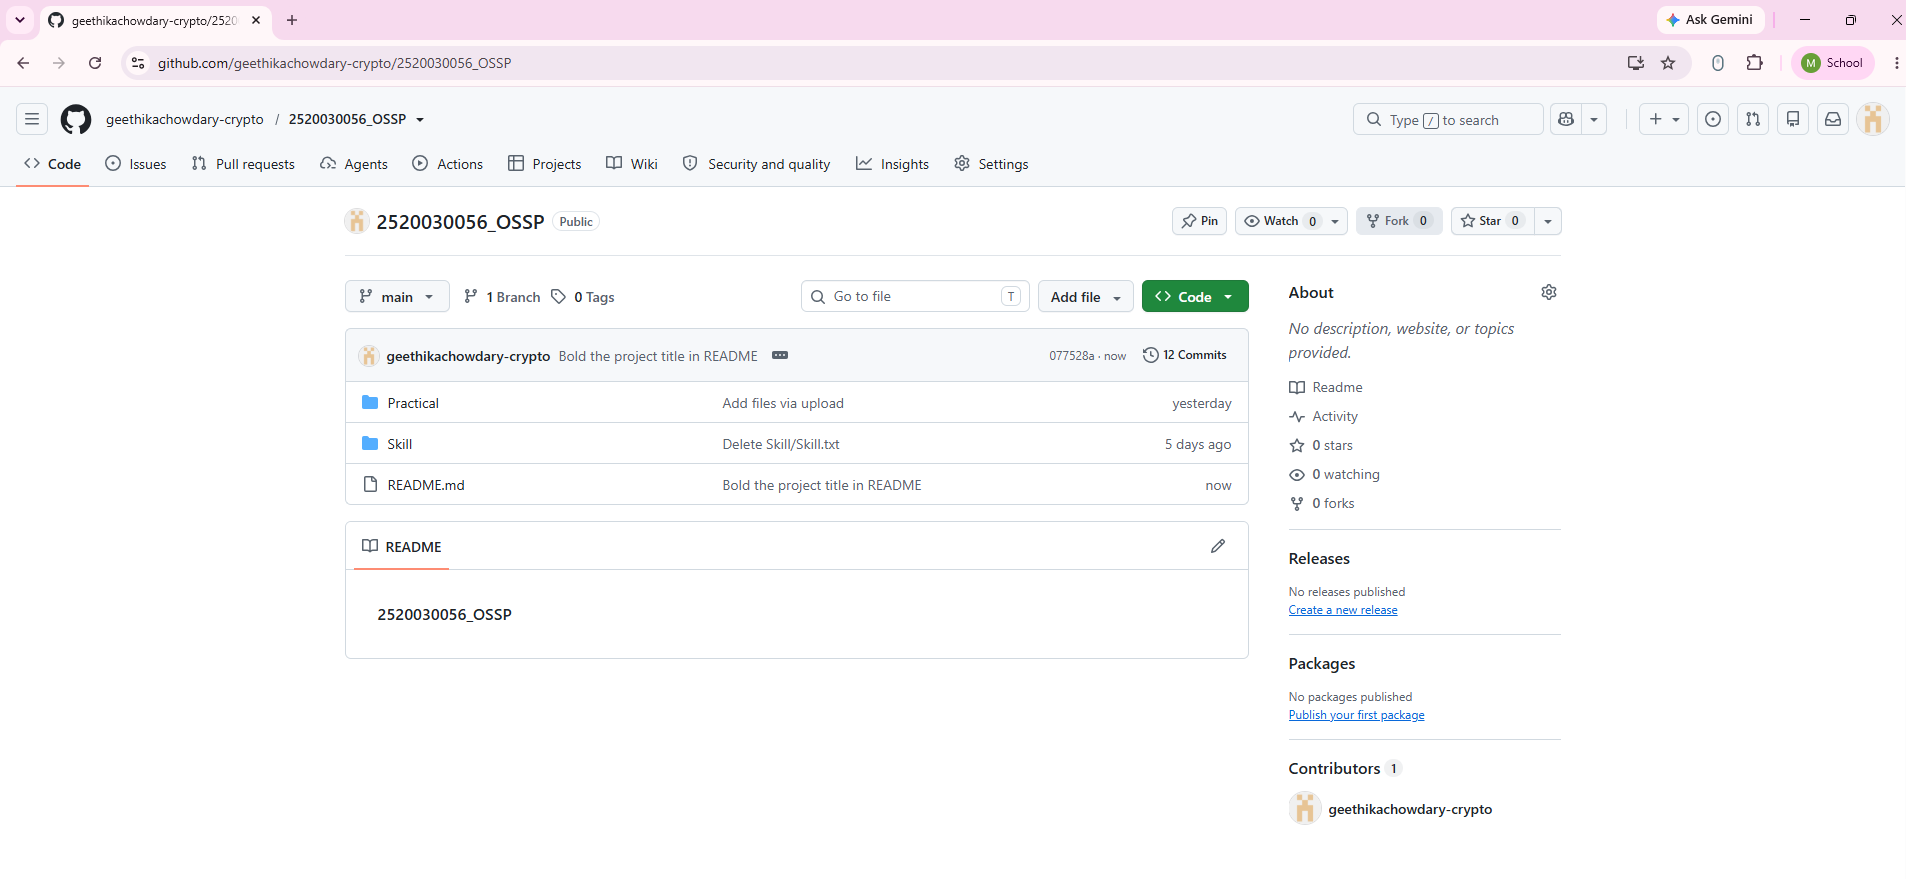 geethikachowdary-crypto/2520
Ask Gemini
github.com/geethikachowdary-crypto/2520030056_OSSP
M School
geethikachowdary-crypto / 2520030056_OSSP
Type / to search
Code Issues Pull requests Agents Actions Projects Wiki Security and quality Insights Settings
2520030056_OSSP Public
Pin Watch 0 Fork 0 Star 0
main 1 Branch 0 Tags Go to file T Add file Code
geethikachowdary-crypto Bold the project title in README 077528a · now 12 Commits
Practical Add files via upload yesterday
Skill Delete Skill/Skill.txt 5 days ago
README.md Bold the project title in README now
README
2520030056_OSSP
About
No description, website, or topics
provided.
Readme
Activity
0 stars
0 watching
0 forks
Releases
No releases published
Create a new release
Packages
No packages published
Publish your first package
Contributors 1
geethikachowdary-crypto